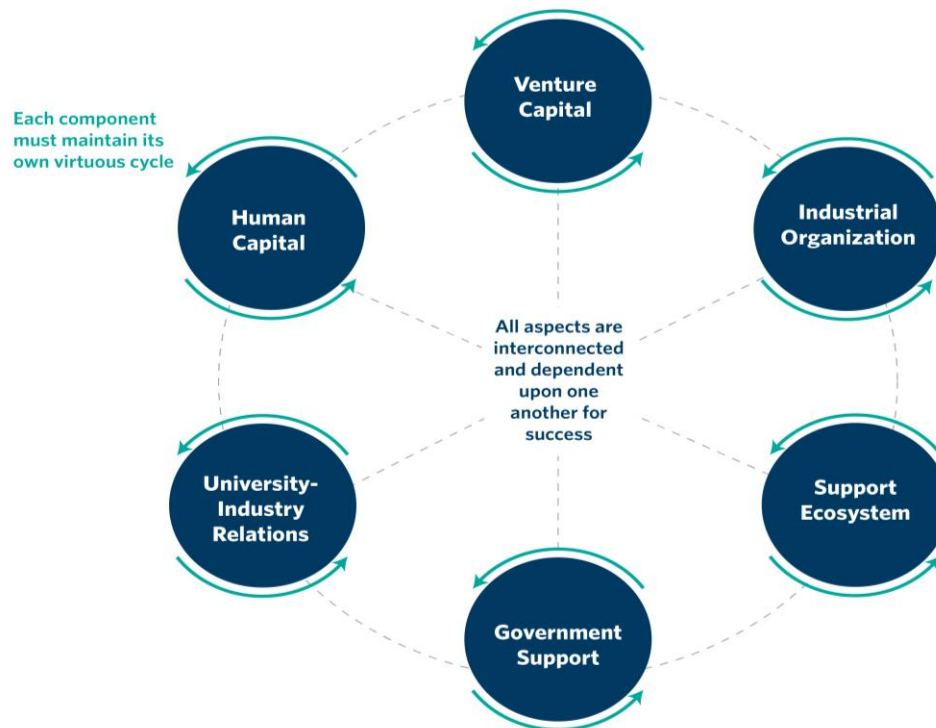 Venture
Capital
Each component
must maintain its
own virtuous cycle
Human
Capital
Industrial
Organization
All aspects are
interconnected
and dependent
upon one
another for
success
University-
Industry
Relations
Support
Ecosystem
Government
Support